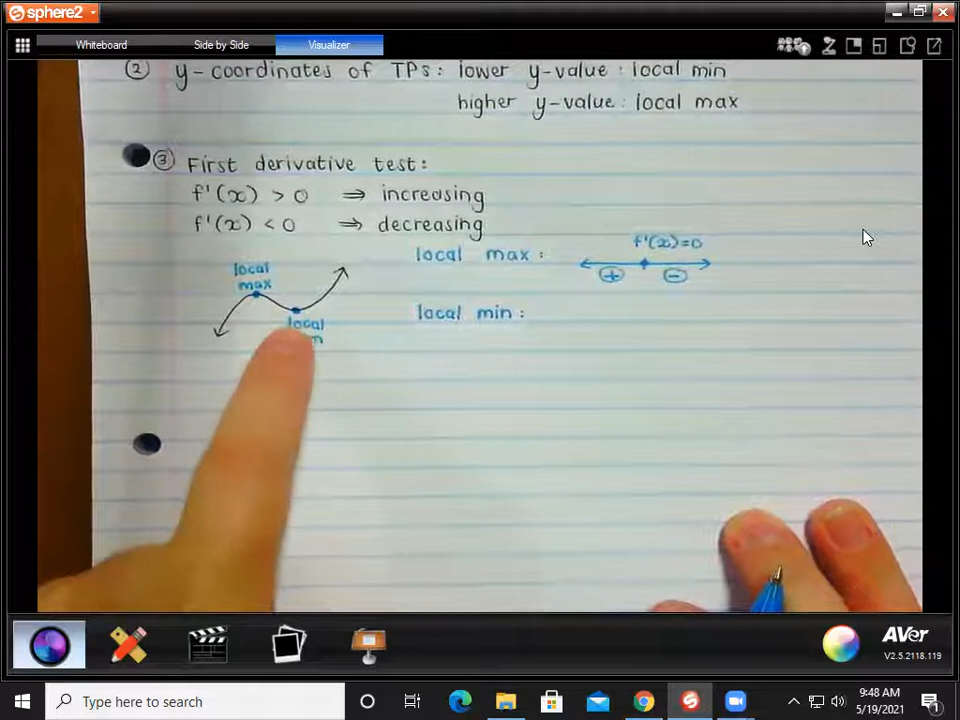 sphere2
Whiteboard
Side by Side
Visualizer
② y-coordinates of TPs: lower y-value: local min
higher y-value: local max
③ First derivative test:
f'(x) > 0 ⇒ increasing
f'(x) < 0 ⇒ decreasing
local max:
f'(x)=0
+ −
local
max
local min:
local
AVer
V2.5.2118.119
Type here to search
9:48 AM
5/19/2021
1